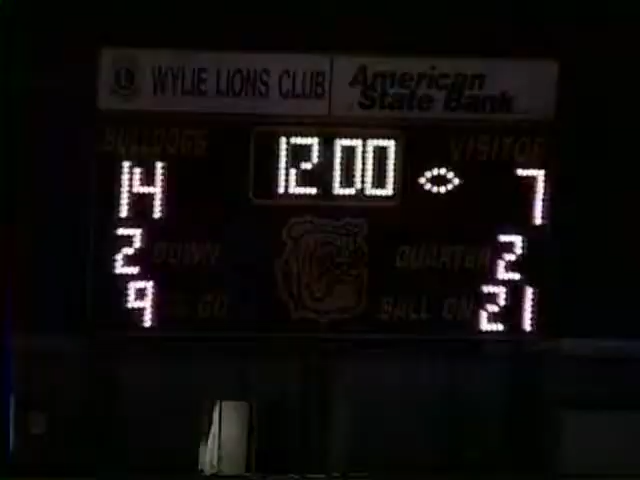 WYLIE LIONS CLUB American
State Bank
BULLDOGS 12 00 VISITOR
14 7
2 DOWN QUARTER 2
9 GO BALL ON 21